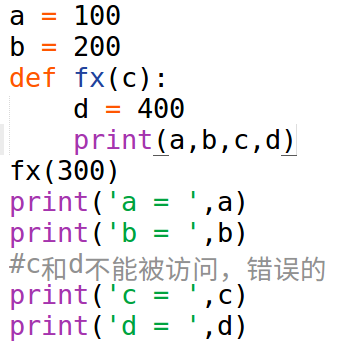 a = 100
b = 200
def fx(c):
    d = 400
    print(a,b,c,d)
fx(300)
print('a = ',a)
print('b = ',b)
#c和d不能被访问，错误的
print('c = ',c)
print('d = ',d)